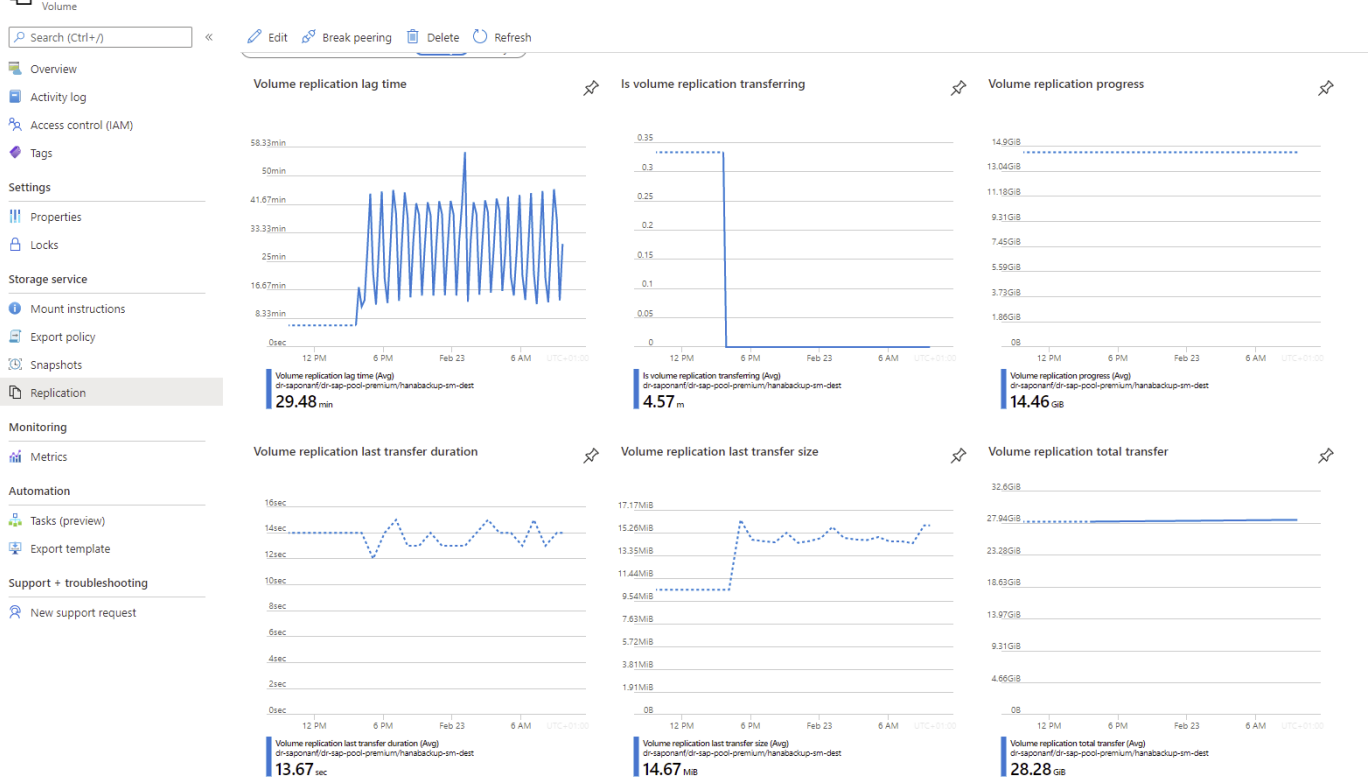 Volume
Search (Ctrl+/)
«
Edit
Break peering
Delete
Refresh
Overview
Activity log
Access control (IAM)
Tags
Settings
Properties
Locks
Storage service
Mount instructions
Export policy
Snapshots
Replication
Monitoring
Metrics
Automation
Tasks (preview)
Export template
Support + troubleshooting
New support request
Volume replication lag time
58.33min
50min
41.67min
33.33min
25min
16.67min
8.33min
0sec
12 PM 6 PM Feb 23 6 AM UTC+01:00
Volume replication lag time (Avg)
dr-saponanf/dr-sap-pool-premium/hanabackup-sm-dest
29.48 min
Is volume replication transferring
0.35
0.3
0.25
0.2
0.15
0.1
0.05
0
12 PM 6 PM Feb 23 6 AM UTC+01:00
Is volume replication transferring (Avg)
dr-saponanf/dr-sap-pool-premium/hanabackup-sm-dest
4.57 m
Volume replication progress
14.9GiB
13.04GiB
11.18GiB
9.31GiB
7.45GiB
5.59GiB
3.73GiB
1.86GiB
0B
12 PM 6 PM Feb 23 6 AM UTC+01:00
Volume replication progress (Avg)
dr-saponanf/dr-sap-pool-premium/hanabackup-sm-dest
14.46 GiB
Volume replication last transfer duration
16sec
14sec
12sec
10sec
8sec
6sec
4sec
2sec
0sec
12 PM 6 PM Feb 23 6 AM UTC+01:00
Volume replication last transfer duration (Avg)
dr-saponanf/dr-sap-pool-premium/hanabackup-sm-dest
13.67 sec
Volume replication last transfer size
17.17MiB
15.26MiB
13.35MiB
11.44MiB
9.54MiB
7.63MiB
5.72MiB
3.81MiB
1.91MiB
0B
12 PM 6 PM Feb 23 6 AM UTC+01:00
Volume replication last transfer size (Avg)
dr-saponanf/dr-sap-pool-premium/hanabackup-sm-dest
14.67 MiB
Volume replication total transfer
32.6GiB
27.94GiB
23.28GiB
18.63GiB
13.97GiB
9.31GiB
4.66GiB
0B
12 PM 6 PM Feb 23 6 AM UTC+01:00
Volume replication total transfer (Avg)
dr-saponanf/dr-sap-pool-premium/hanabackup-sm-dest
28.28 GiB